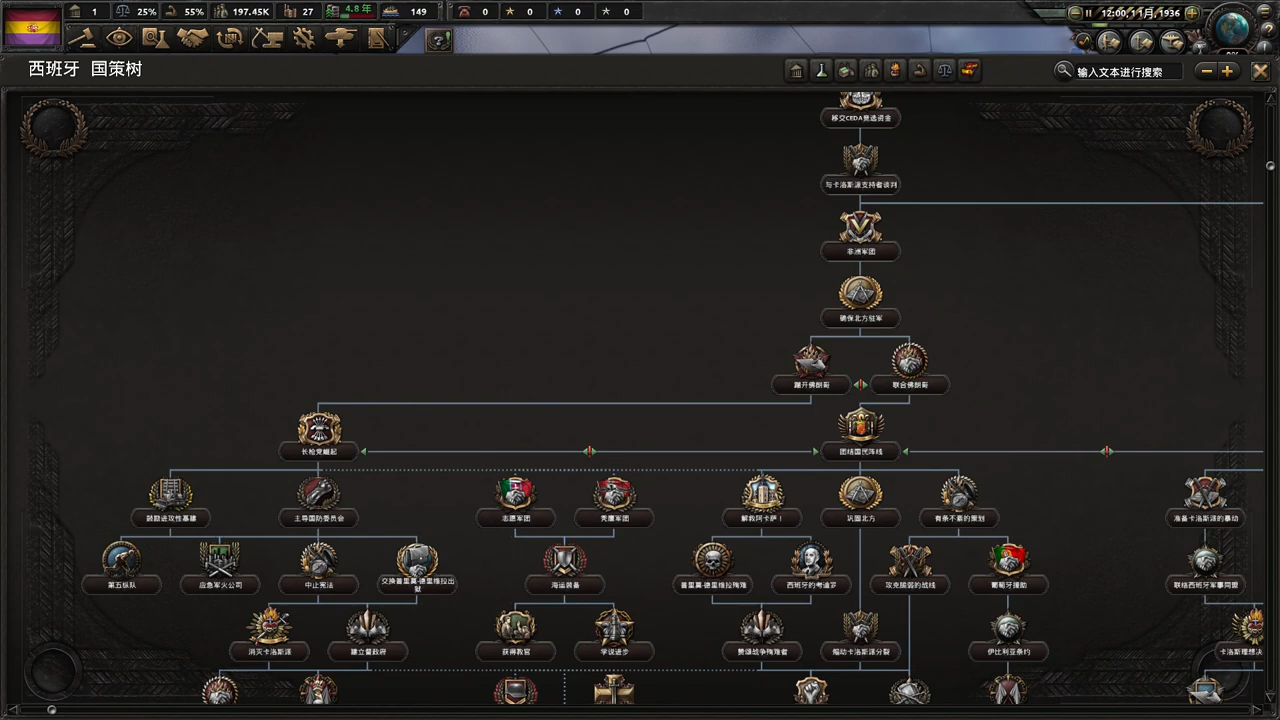 1 25% 55% 197.45K 27 4.8 年 149 0 0 0 0
12:00, 1 1月, 1936
西班牙 国策树
输入文本进行搜索
移交CEDA竞选资金
与卡洛斯派支持者谈判
非洲军团
确保北方驻军
踢开佛朗哥 联合佛朗哥
长枪党崛起 团结国民阵线
鼓励进攻性基建 主导国防委员会 志愿军团 秃鹰军团 解救阿卡萨！ 巩固北方 有条不紊的策划 准备卡洛斯派的暴动
第五纵队 应急军火公司 中止宪法 交换普里莫·德里维拉出狱 海运装备 普里莫·德里维拉殉难 西班牙的考迪罗 攻克脆弱的战线 葡萄牙援助 联络西班牙军事同盟
消灭卡洛斯派 建立督政府 获得教官 学说进步 赞颂战争殉难者 煽动卡洛斯派分裂 伊比利亚条约 卡洛斯理想决